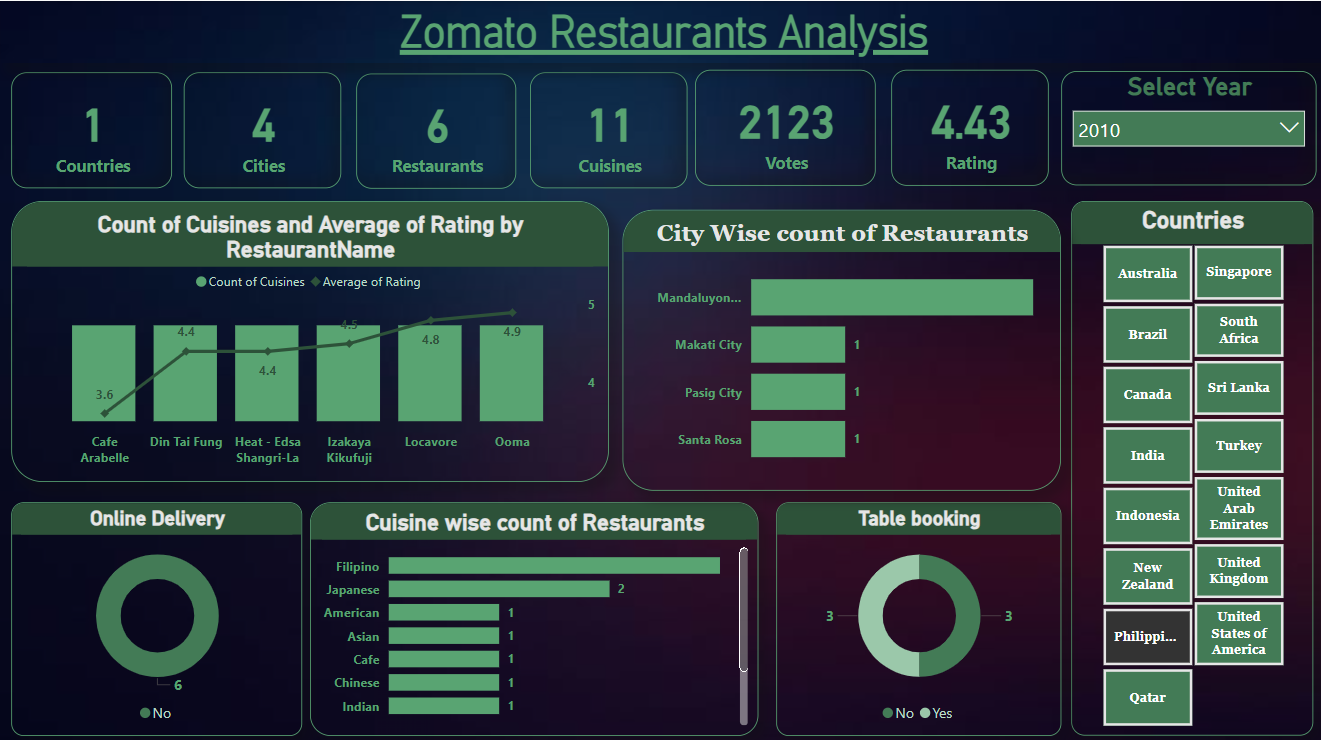 Zomato Restaurants Analysis
1
Countries
4
Cities
6
Restaurants
11
Cuisines
2123
Votes
4.43
Rating
Select Year
2010
Count of Cuisines and Average of Rating by
RestaurantName
Count of Cuisines Average of Rating
5
4
3.6
4.4
4.4
4.5
4.8
4.9
Cafe
Arabelle
Din Tai Fung
Heat - Edsa
Shangri-La
Izakaya
Kikufuji
Locavore
Ooma
City Wise count of Restaurants
Mandaluyon...
Makati City 1
Pasig City 1
Santa Rosa 1
Countries
Australia
Singapore
Brazil
South
Africa
Canada
Sri Lanka
India
Turkey
Indonesia
United
Arab
Emirates
New
Zealand
United
Kingdom
Philippi...
United
States of
America
Qatar
Online Delivery
6
No
Cuisine wise count of Restaurants
Filipino
Japanese 2
American 1
Asian 1
Cafe 1
Chinese 1
Indian 1
Table booking
3
3
No Yes